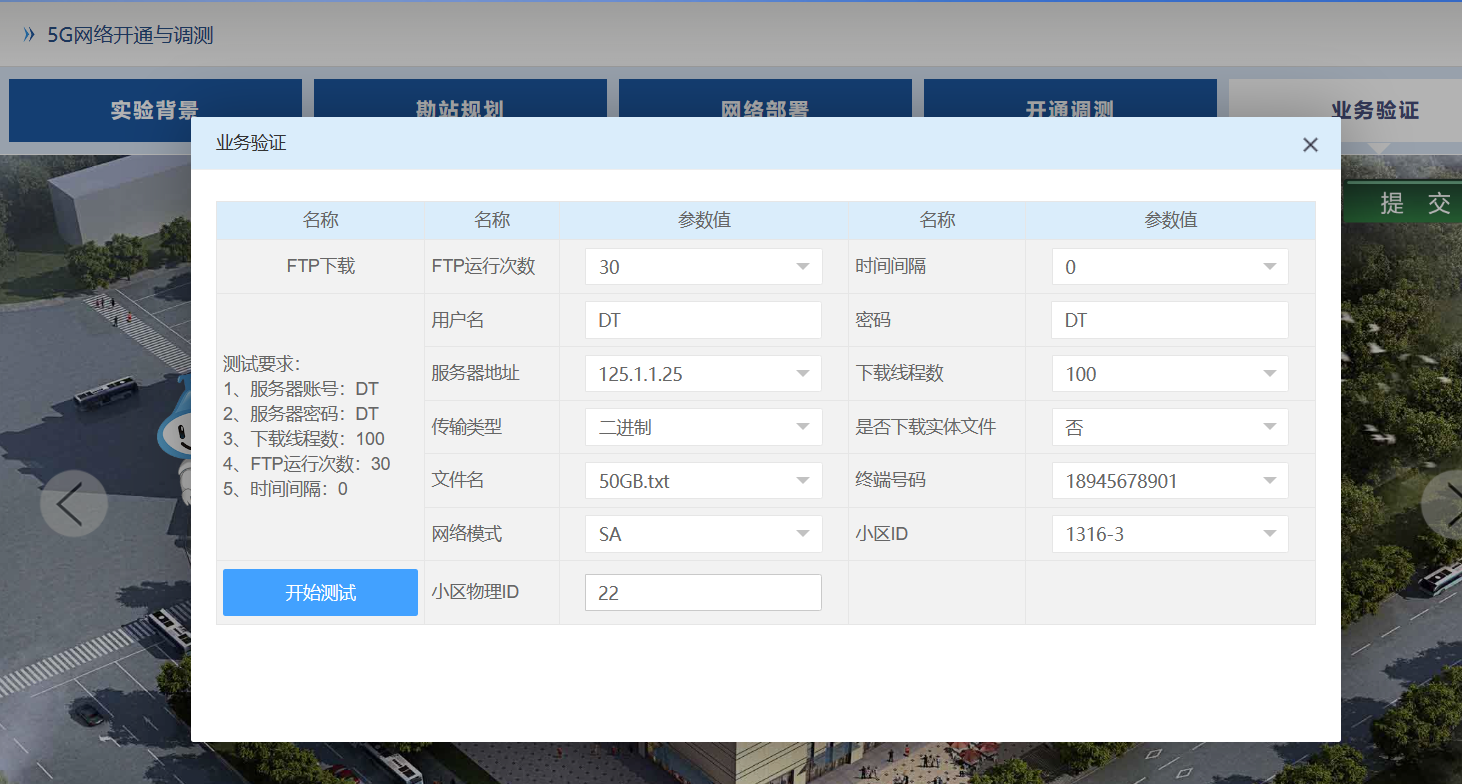 5G网络开通与调测
实验背景 勘站规划 网络部署 开通调测 业务验证
业务验证
提 交
名称 名称 参数值 名称 参数值
FTP下载 FTP运行次数 30 时间间隔 0
用户名 DT 密码 DT
测试要求：
1、服务器账号：DT
2、服务器密码：DT
3、下载线程数：100
4、FTP运行次数：30
5、时间间隔：0
服务器地址 125.1.1.25 下载线程数 100
传输类型 二进制 是否下载实体文件 否
文件名 50GB.txt 终端号码 18945678901
网络模式 SA 小区ID 1316-3
开始测试 小区物理ID 22